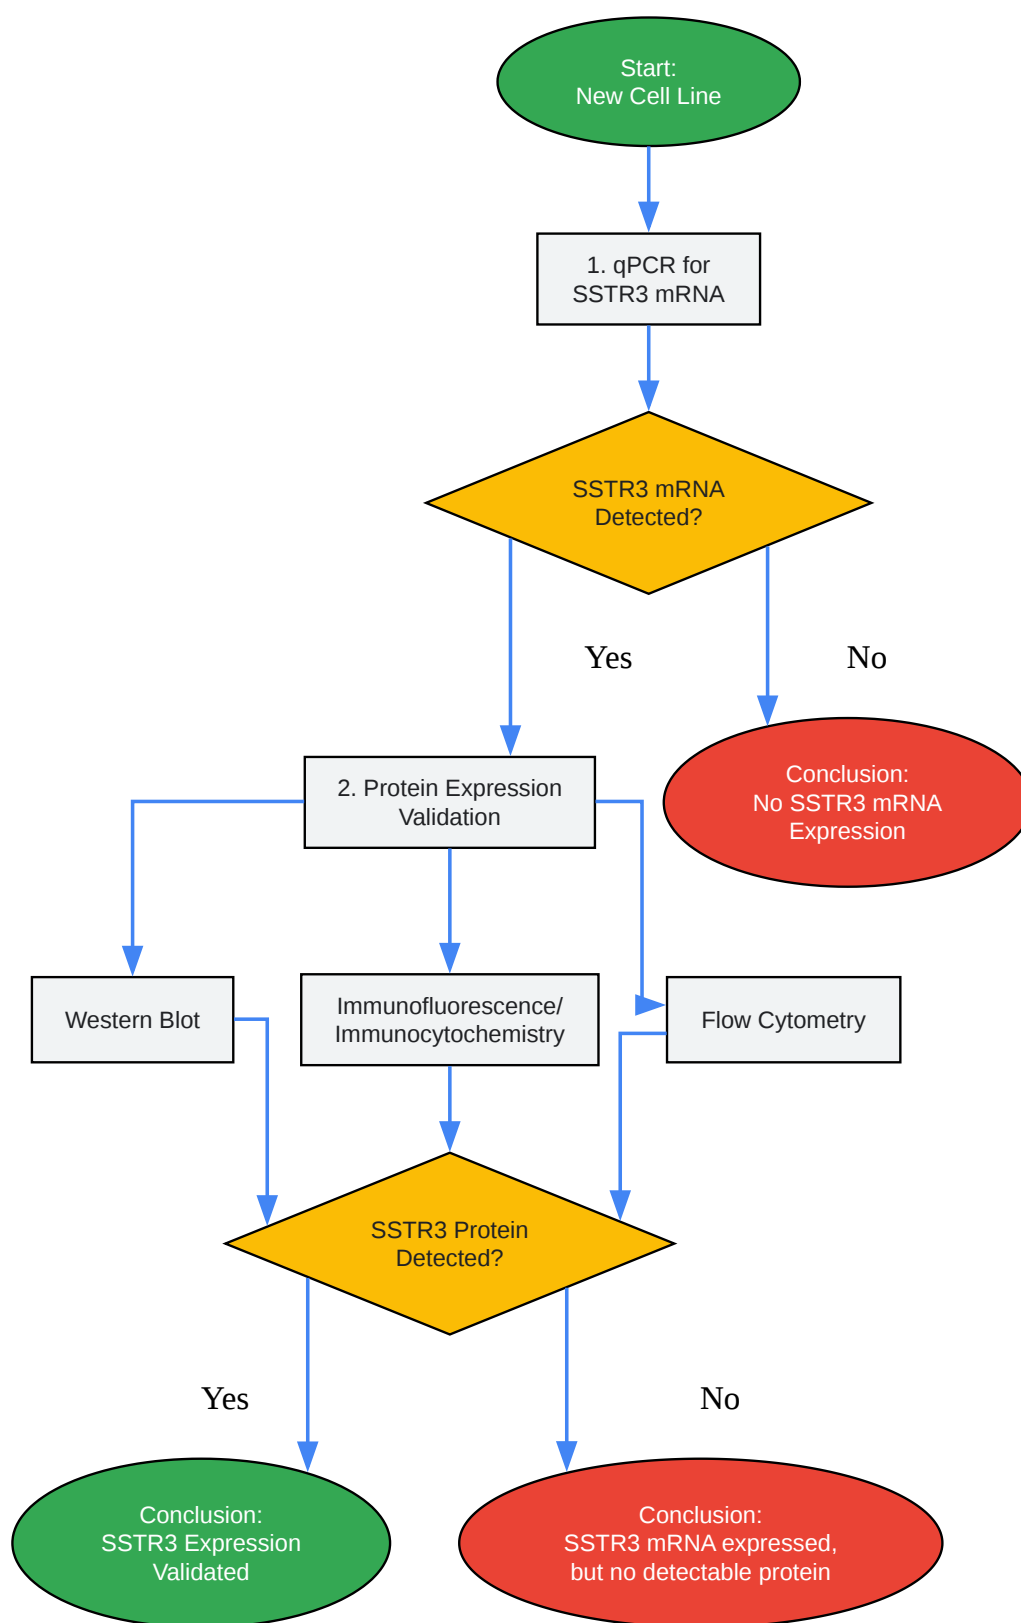 Start:
New Cell Line
1. qPCR for
SSTR3 mRNA
SSTR3 mRNA
Detected?
Yes
No
Conclusion:
No SSTR3 mRNA
Expression
2. Protein Expression
Validation
Western Blot
Immunofluorescence/
Immunocytochemistry
Flow Cytometry
SSTR3 Protein
Detected?
Yes
No
Conclusion:
SSTR3 Expression
Validated
Conclusion:
SSTR3 mRNA expressed,
but no detectable protein